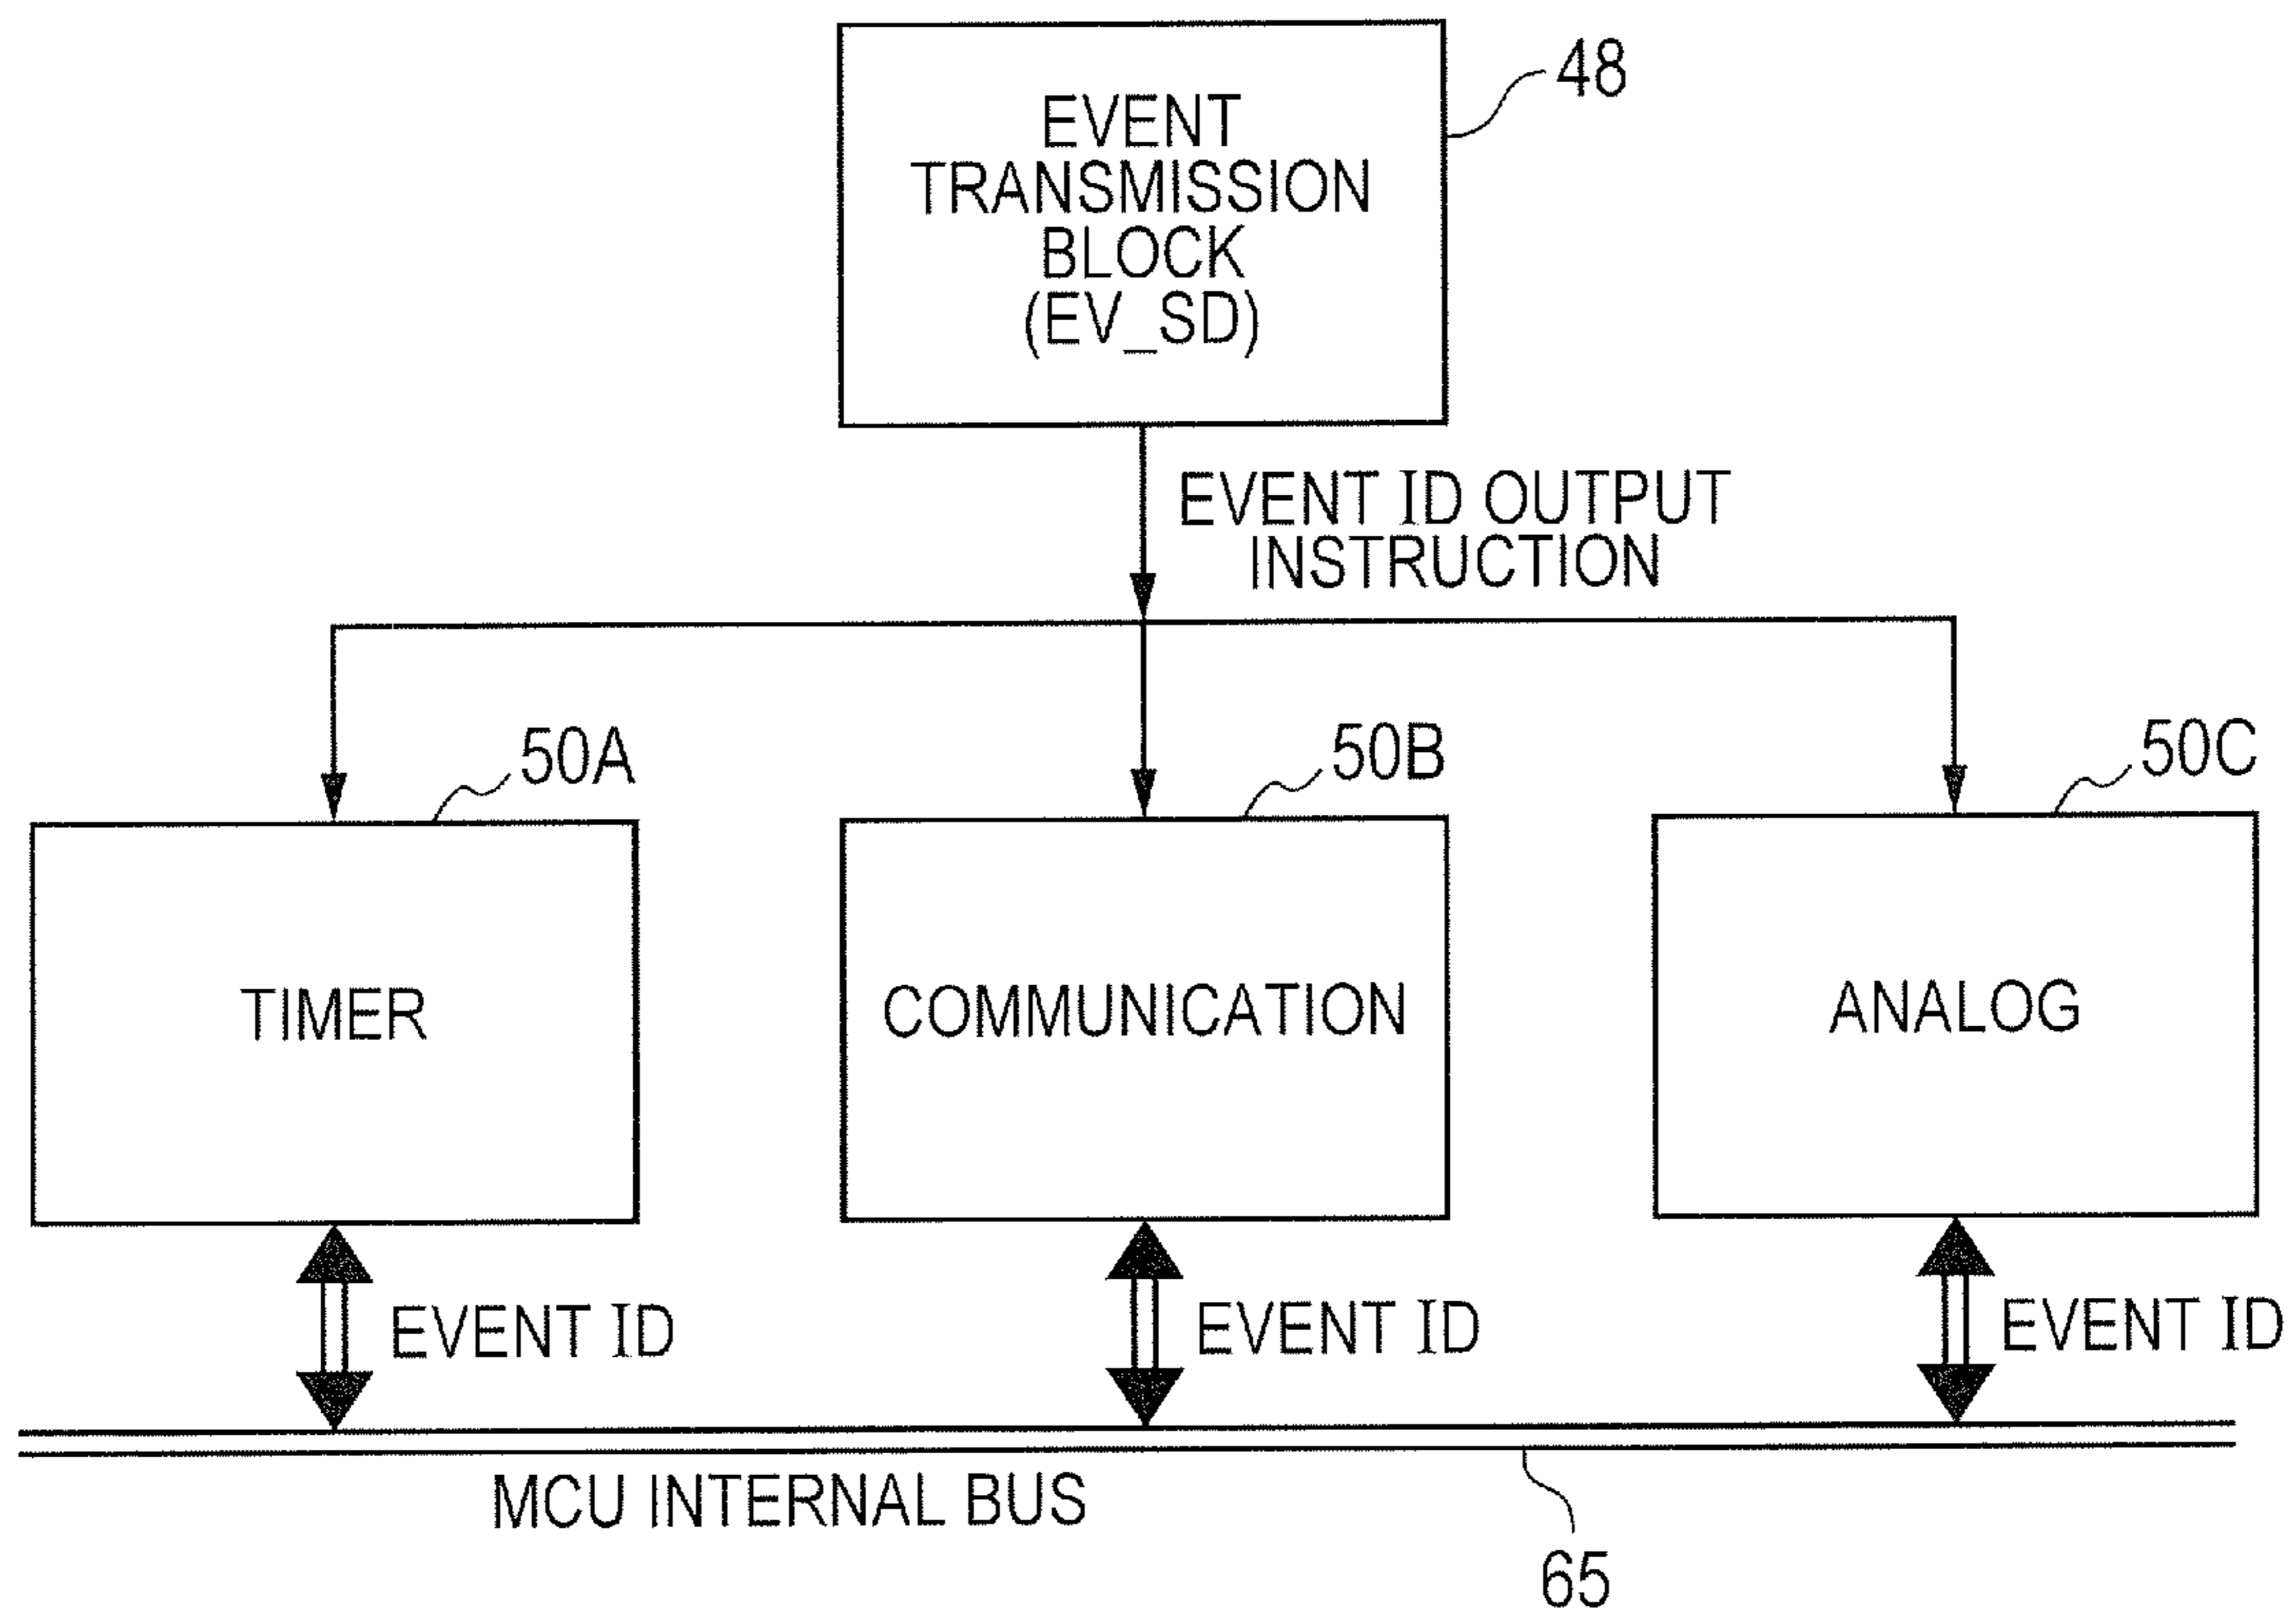 EVENT
TRANSMISSION
BLOCK
(EV_SD)
48
EVENT ID OUTPUT
INSTRUCTION
50A
50B
50C
TIMER
COMMUNICATION
ANALOG
EVENT ID
EVENT ID
EVENT ID
MCU INTERNAL BUS
65